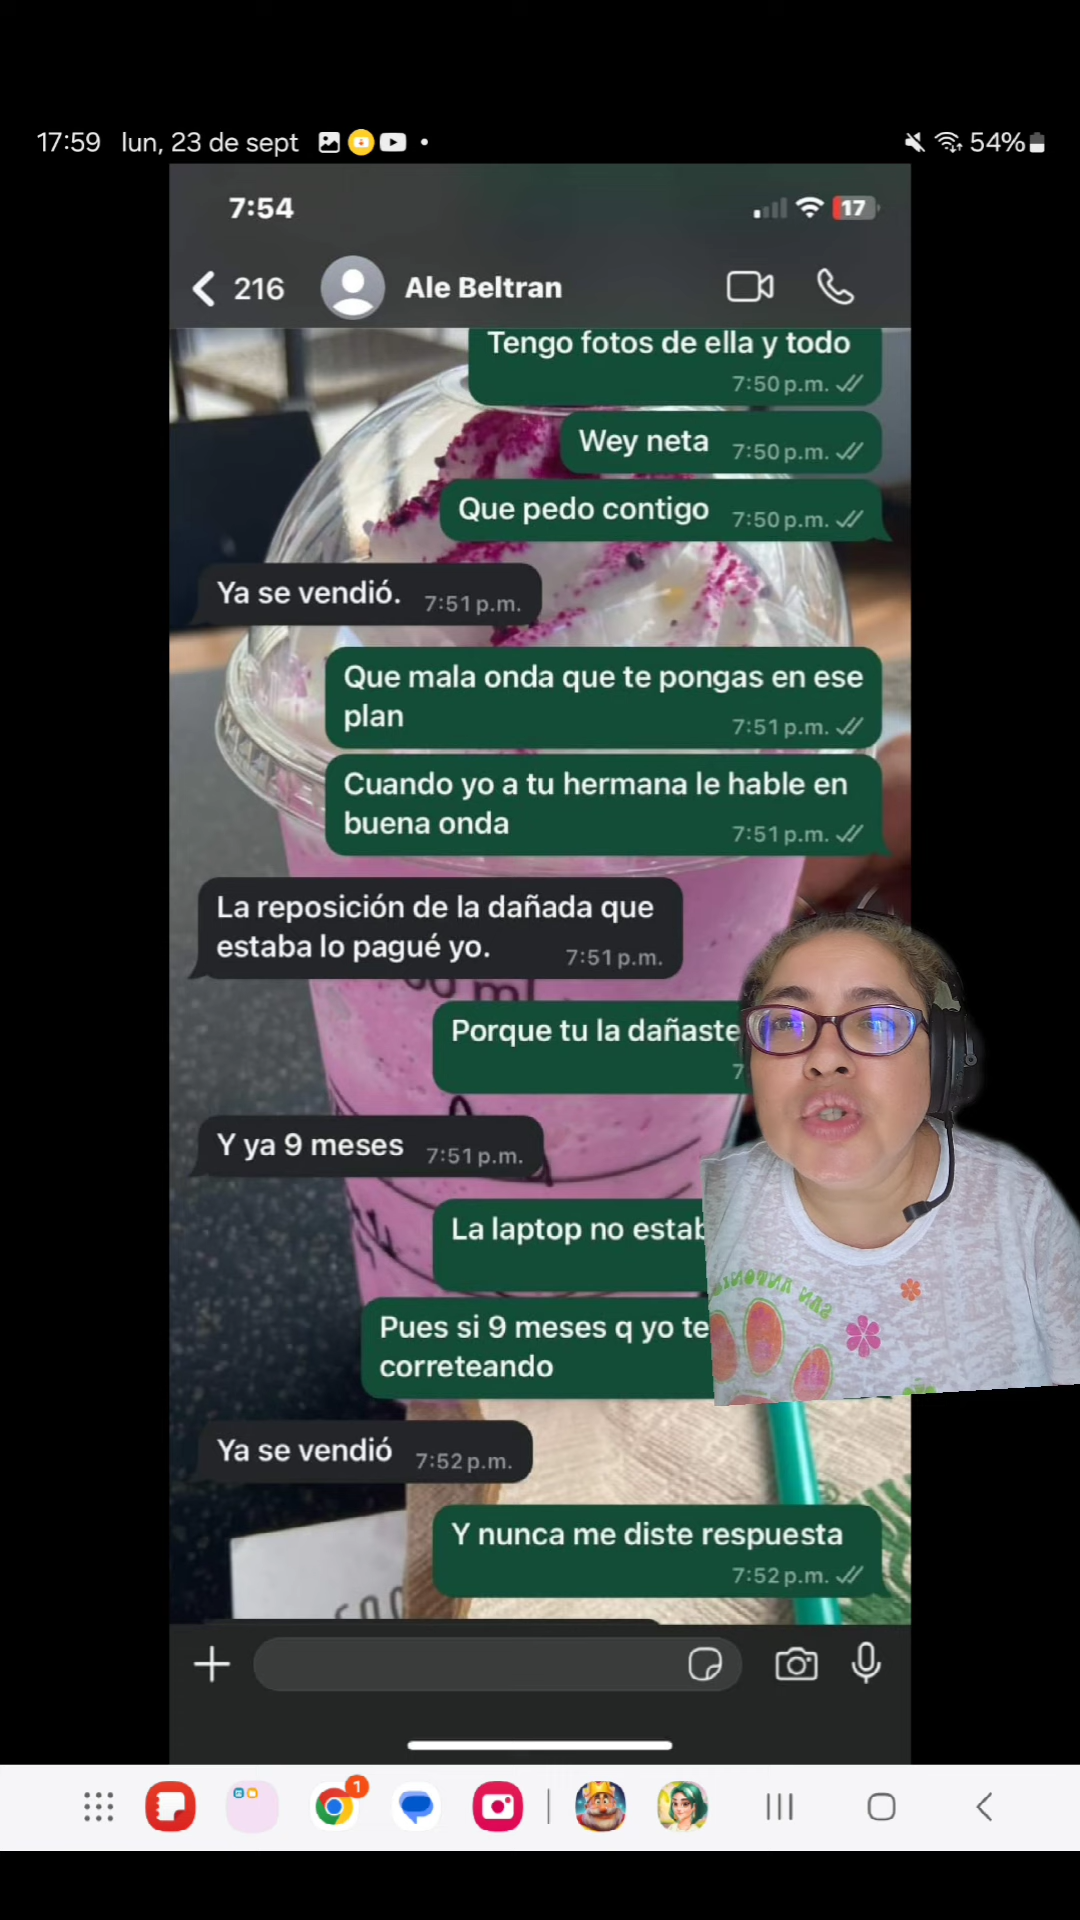 17:59 lun, 23 de sept
54%
7:54
17
216
Ale Beltran
Tengo fotos de ella y todo
7:50 p.m.
Wey neta 7:50 p.m.
Que pedo contigo 7:50 p.m.
Ya se vendió. 7:51 p.m.
Que mala onda que te pongas en ese
plan 7:51 p.m.
Cuando yo a tu hermana le hable en
buena onda 7:51 p.m.
La reposición de la dañada que
estaba lo pagué yo. 7:51 p.m.
ml
Porque tu la dañaste
7
Y ya 9 meses 7:51 p.m.
La laptop no estab
Pues si 9 meses q yo te
correteando
SAN ANTONIO
Ya se vendió 7:52 p.m.
Y nunca me diste respuesta
7:52 p.m.
1